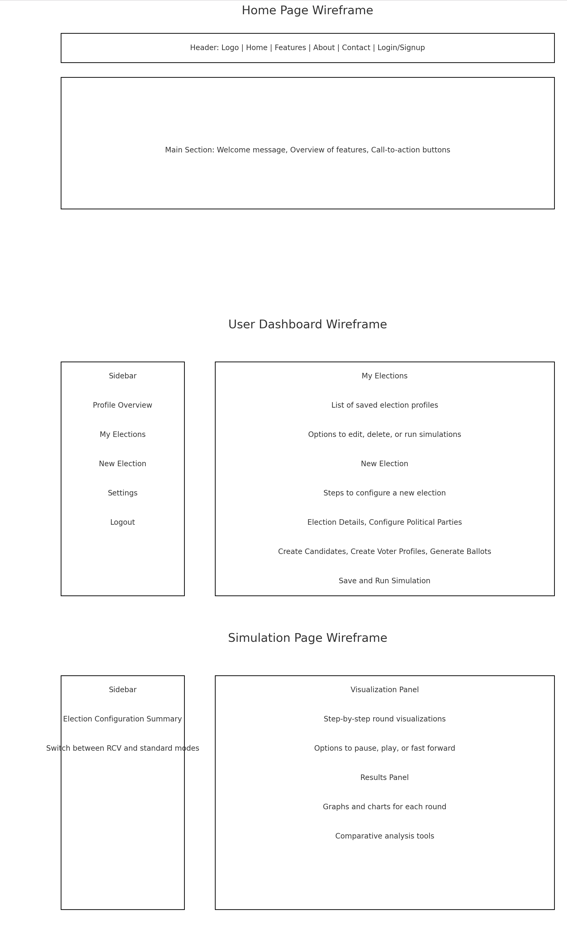 Home Page Wireframe
Header: Logo | Home | Features | About | Contact | Login/Signup
Main Section: Welcome message, Overview of features, Call-to-action buttons
User Dashboard Wireframe
Sidebar
Profile Overview
My Elections
New Election
Settings
Logout
My Elections
List of saved election profiles
Options to edit, delete, or run simulations
New Election
Steps to configure a new election
Election Details, Configure Political Parties
Create Candidates, Create Voter Profiles, Generate Ballots
Save and Run Simulation
Simulation Page Wireframe
Sidebar
Election Configuration Summary
Switch between RCV and standard modes
Visualization Panel
Step-by-step round visualizations
Options to pause, play, or fast forward
Results Panel
Graphs and charts for each round
Comparative analysis tools